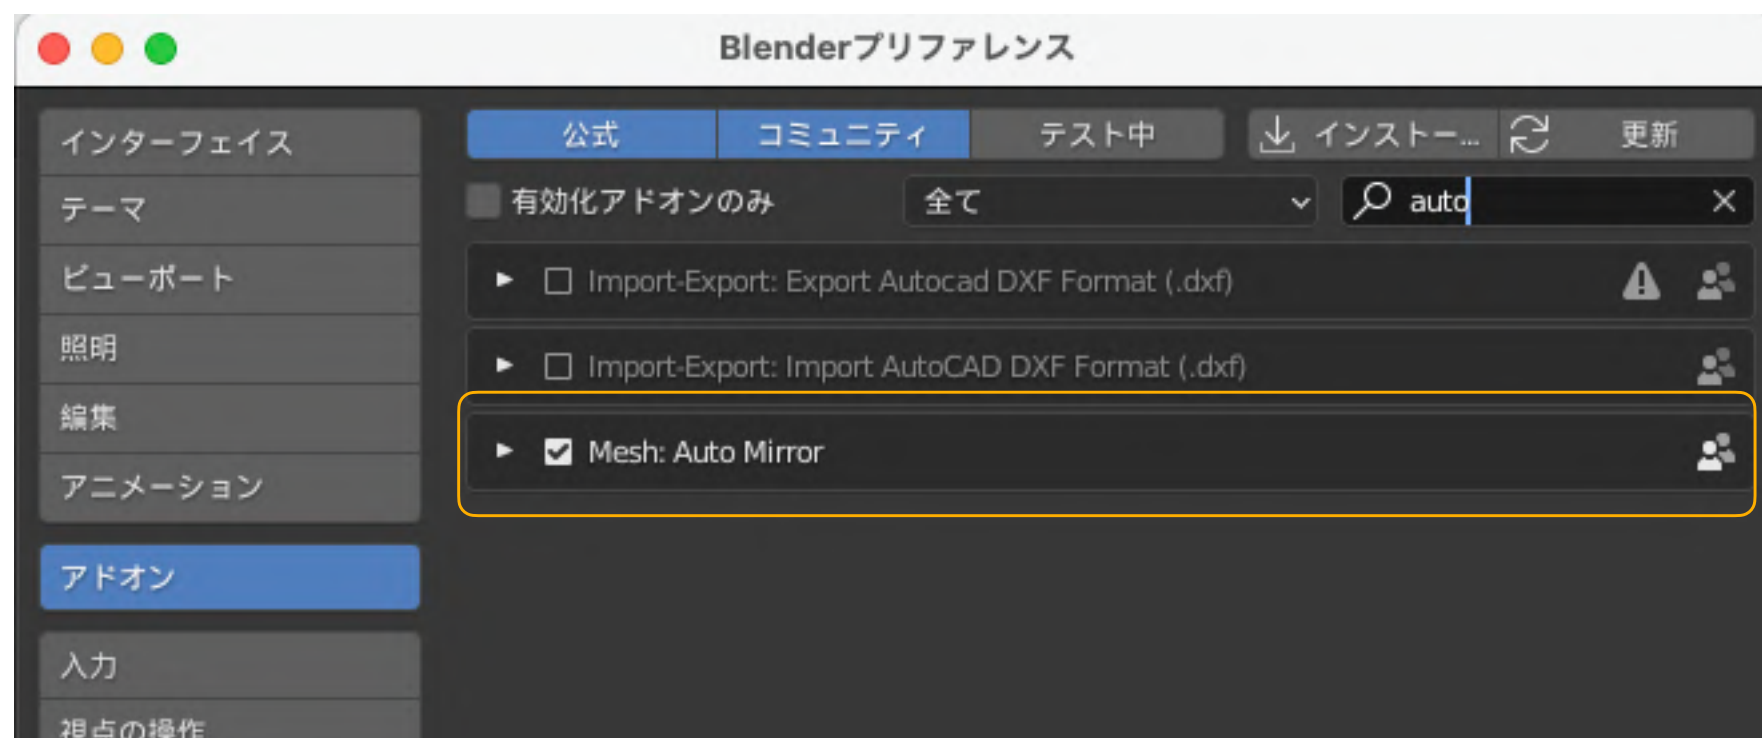 Blenderプリファレンス
インターフェイス
テーマ
ビューポート
照明
編集
アニメーション
アドオン
入力
視点の操作
公式 コミュニティ テスト中 インストー... 更新
有効化アドオンのみ 全て auto
Import-Export: Export Autocad DXF Format (.dxf)
Import-Export: Import AutoCAD DXF Format (.dxf)
Mesh: Auto Mirror